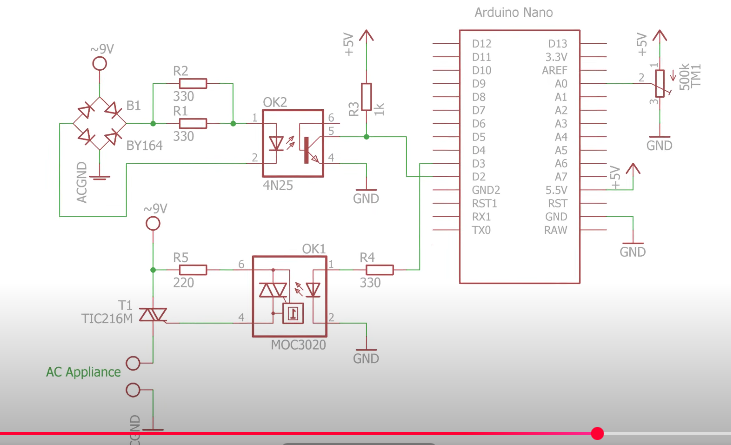 Arduino Nano
~9V
R2
330
R1
330
B1
BY164
ACGND
OK2
1
2
6
5
4
4N25
+5V
R3
1k
GND
D12
D11
D10
D9
D8
D7
D6
D5
D4
D3
D2
GND2
RST1
RX1
TX0
D13
3.3V
AREF
A0
A1
A2
A3
A4
A5
A6
A7
5.5V
RST
GND
RAW
+5V
1
2
3
500k
TM1
GND
+5V
GND
~9V
R5
220
OK1
6
4
1
2
MOC3020
R4
330
GND
T1
TIC216M
AC Appliance